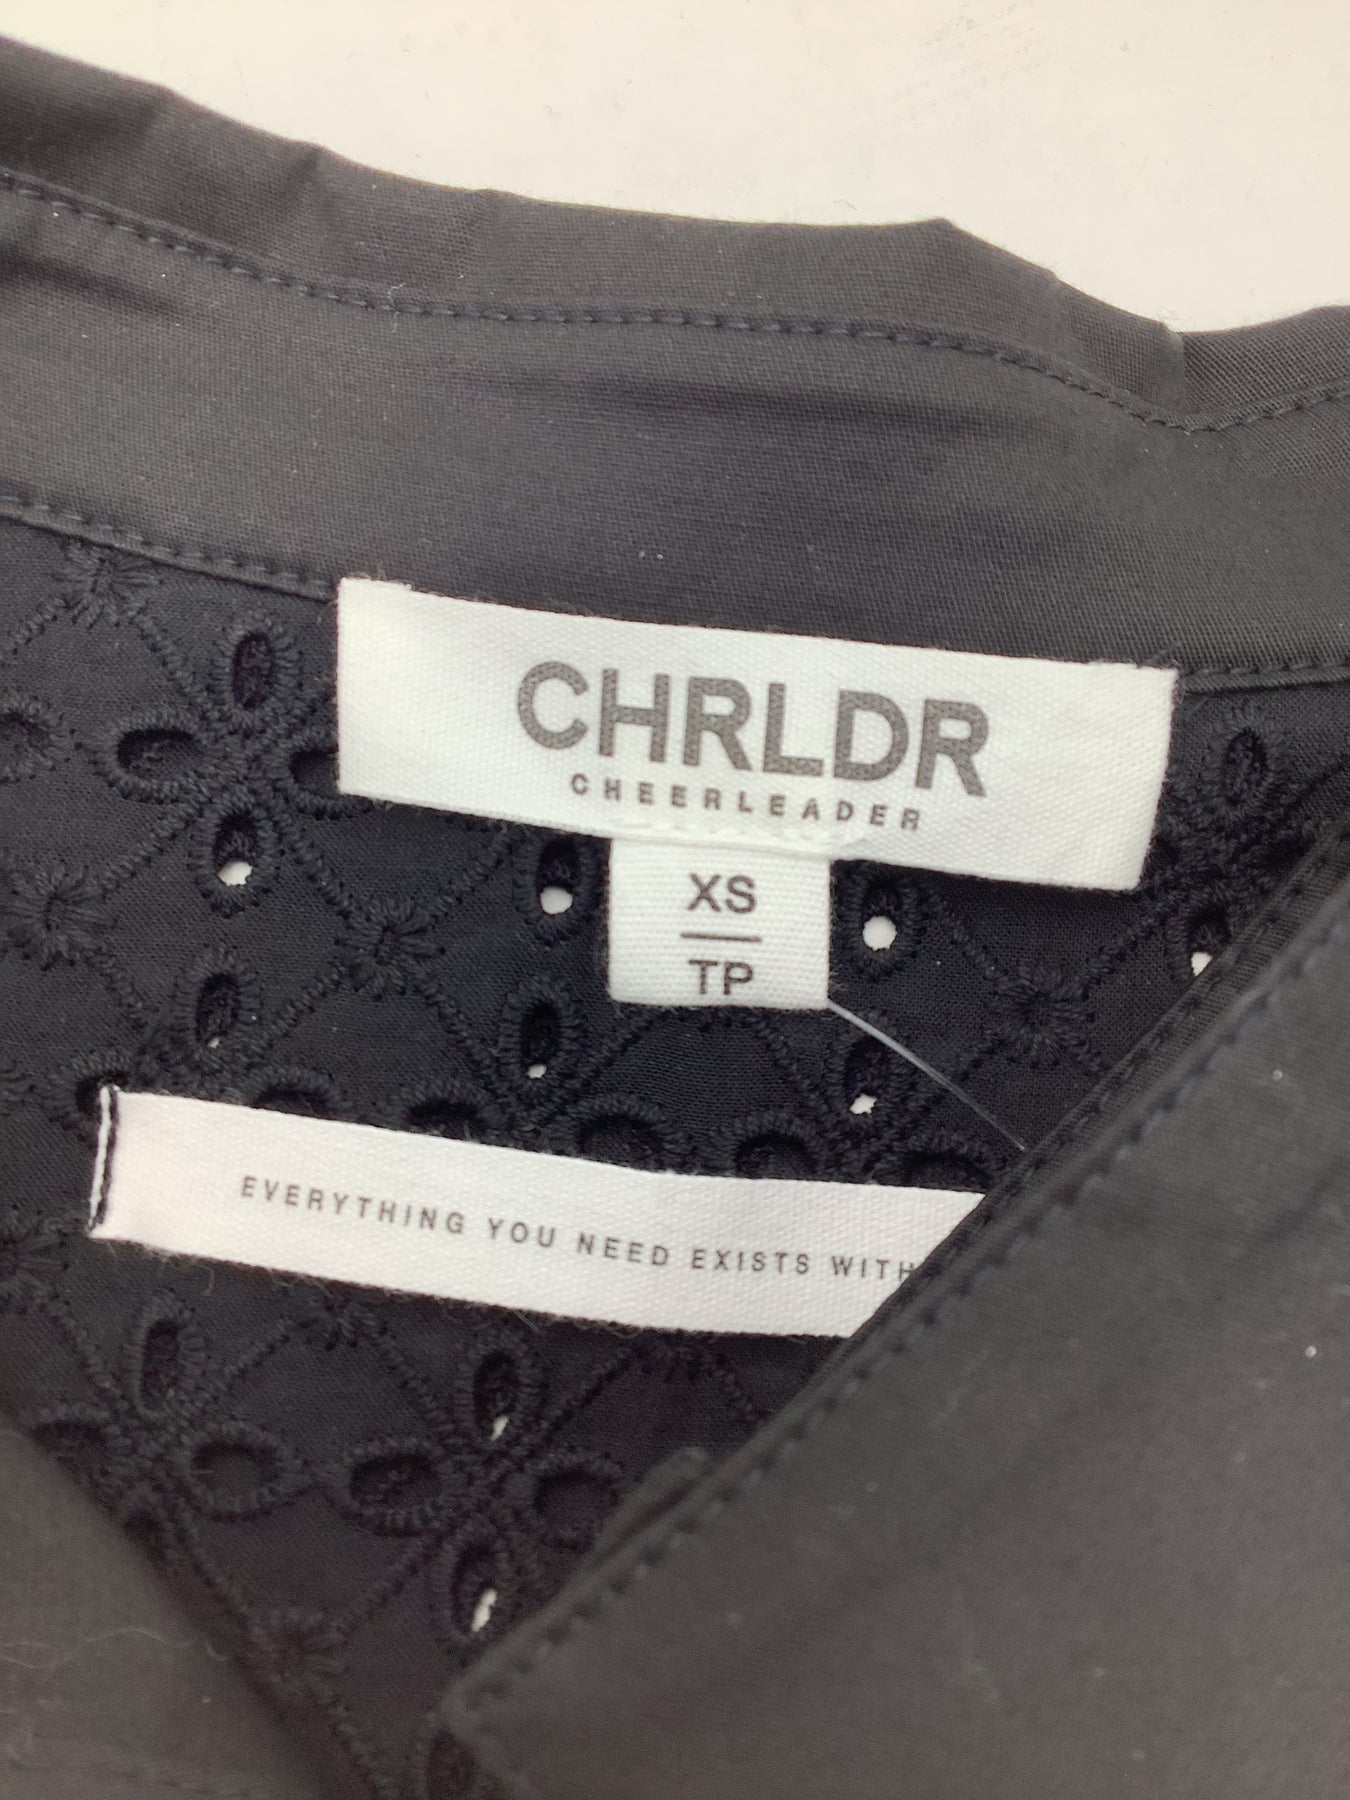 CHRLDR
CHEERLEADER
XS
TP
EVERYTHING YOU NEED EXISTS WITH